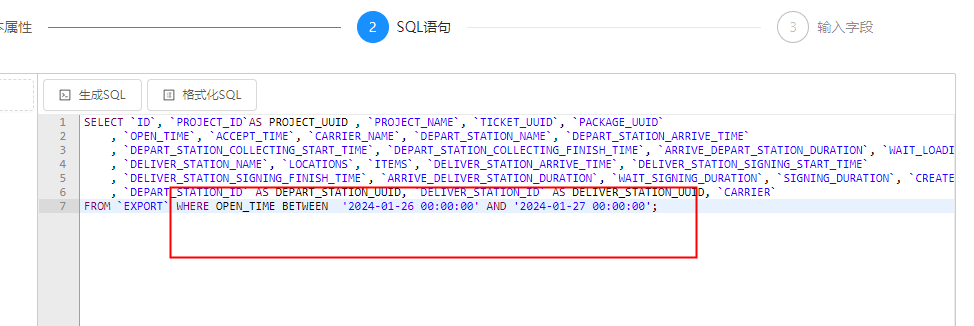 本属性
2 SQL语句
3 输入字段
生成SQL 格式化SQL
1 SELECT `ID`, `PROJECT_ID`AS PROJECT_UUID , `PROJECT_NAME`, `TICKET_UUID`, `PACKAGE_UUID`
2 , `OPEN_TIME`, `ACCEPT_TIME`, `CARRIER_NAME`, `DEPART_STATION_NAME`, `DEPART_STATION_ARRIVE_TIME`
3 , `DEPART_STATION_COLLECTING_START_TIME`, `DEPART_STATION_COLLECTING_FINISH_TIME`, `ARRIVE_DEPART_STATION_DURATION`, `WAIT_LOADI
4 , `DELIVER_STATION_NAME`, `LOCATIONS`, `ITEMS`, `DELIVER_STATION_ARRIVE_TIME`, `DELIVER_STATION_SIGNING_START_TIME`
5 , `DELIVER_STATION_SIGNING_FINISH_TIME`, `ARRIVE_DELIVER_STATION_DURATION`, `WAIT_SIGNING_DURATION`, `SIGNING_DURATION`, `CREATE
6 , `DEPART_STATION_ID` AS DEPART_STATION_UUID, `DELIVER_STATION_ID` AS DELIVER_STATION_UUID, `CARRIER`
7 FROM `EXPORT` WHERE OPEN_TIME BETWEEN  '2024-01-26 00:00:00' AND '2024-01-27 00:00:00';